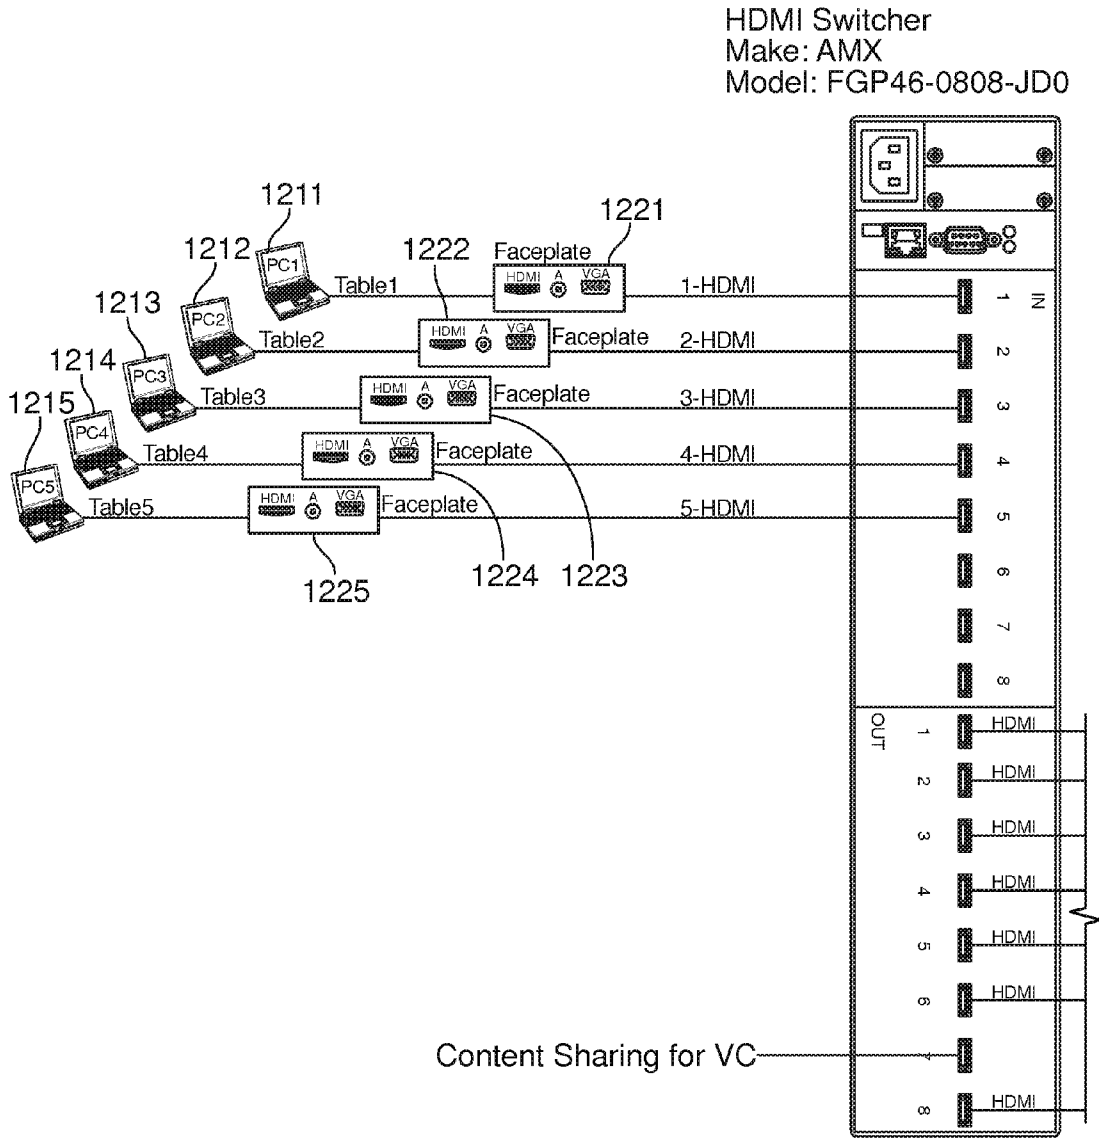 HDMI Switcher
Make: AMX
Model: FGP46-0808-JD0
1211
1212
1213
1214
1215
PC1
PC2
PC3
PC4
PC5
Table1
Table2
Table3
Table4
Table5
1221
1222
Faceplate
HDMI A VGA
HDMI A VGA
Faceplate
HDMI A VGA
Faceplate
HDMI A VGA
Faceplate
HDMI A VGA
Faceplate
1225
1224
1223
1-HDMI
2-HDMI
3-HDMI
4-HDMI
5-HDMI
IN
1
2
3
4
5
6
7
8
OUT
1 HDMI
2 HDMI
3 HDMI
4 HDMI
5 HDMI
6 HDMI
Content Sharing for VC
7
8 HDMI